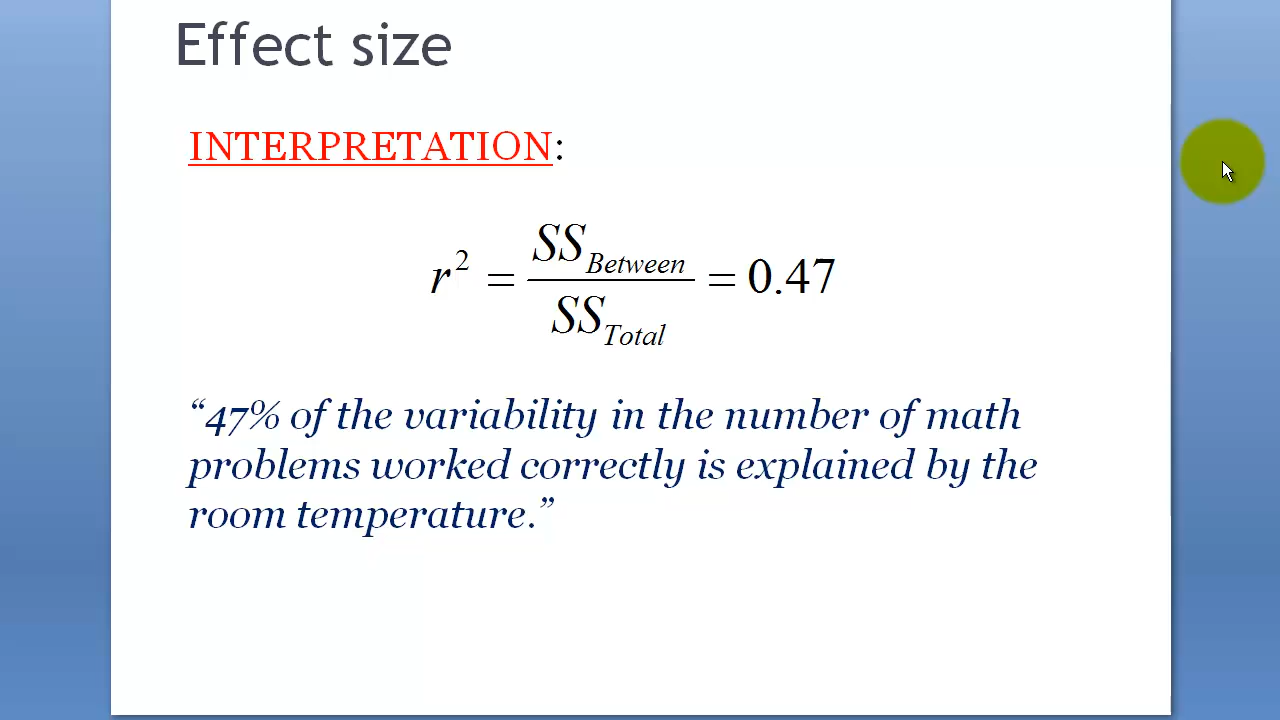 Effect size
INTERPRETATION:
r² = SS_Between / SS_Total = 0.47
“47% of the variability in the number of math
problems worked correctly is explained by the
room temperature.”